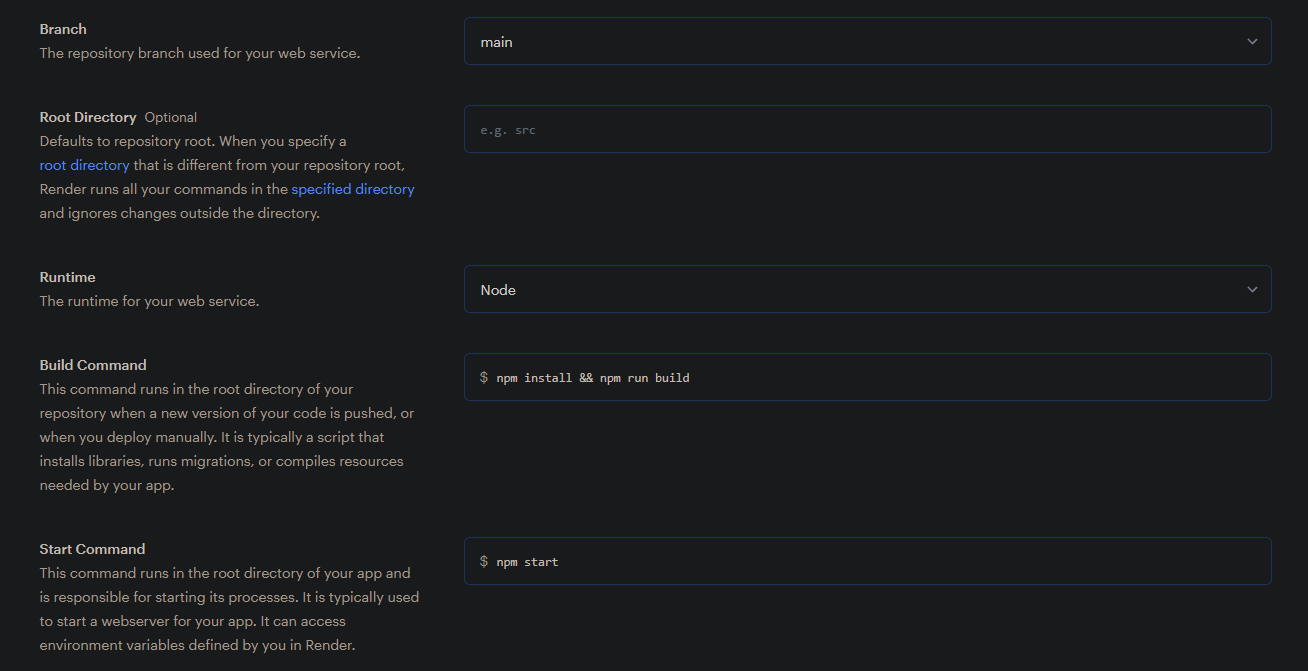 Branch
The repository branch used for your web service.
main
Root Directory Optional
Defaults to repository root. When you specify a
root directory that is different from your repository root,
Render runs all your commands in the specified directory
and ignores changes outside the directory.
e.g. src
Runtime
The runtime for your web service.
Node
Build Command
This command runs in the root directory of your
repository when a new version of your code is pushed, or
when you deploy manually. It is typically a script that
installs libraries, runs migrations, or compiles resources
needed by your app.
$ npm install && npm run build
Start Command
This command runs in the root directory of your app and
is responsible for starting its processes. It is typically used
to start a webserver for your app. It can access
environment variables defined by you in Render.
$ npm start